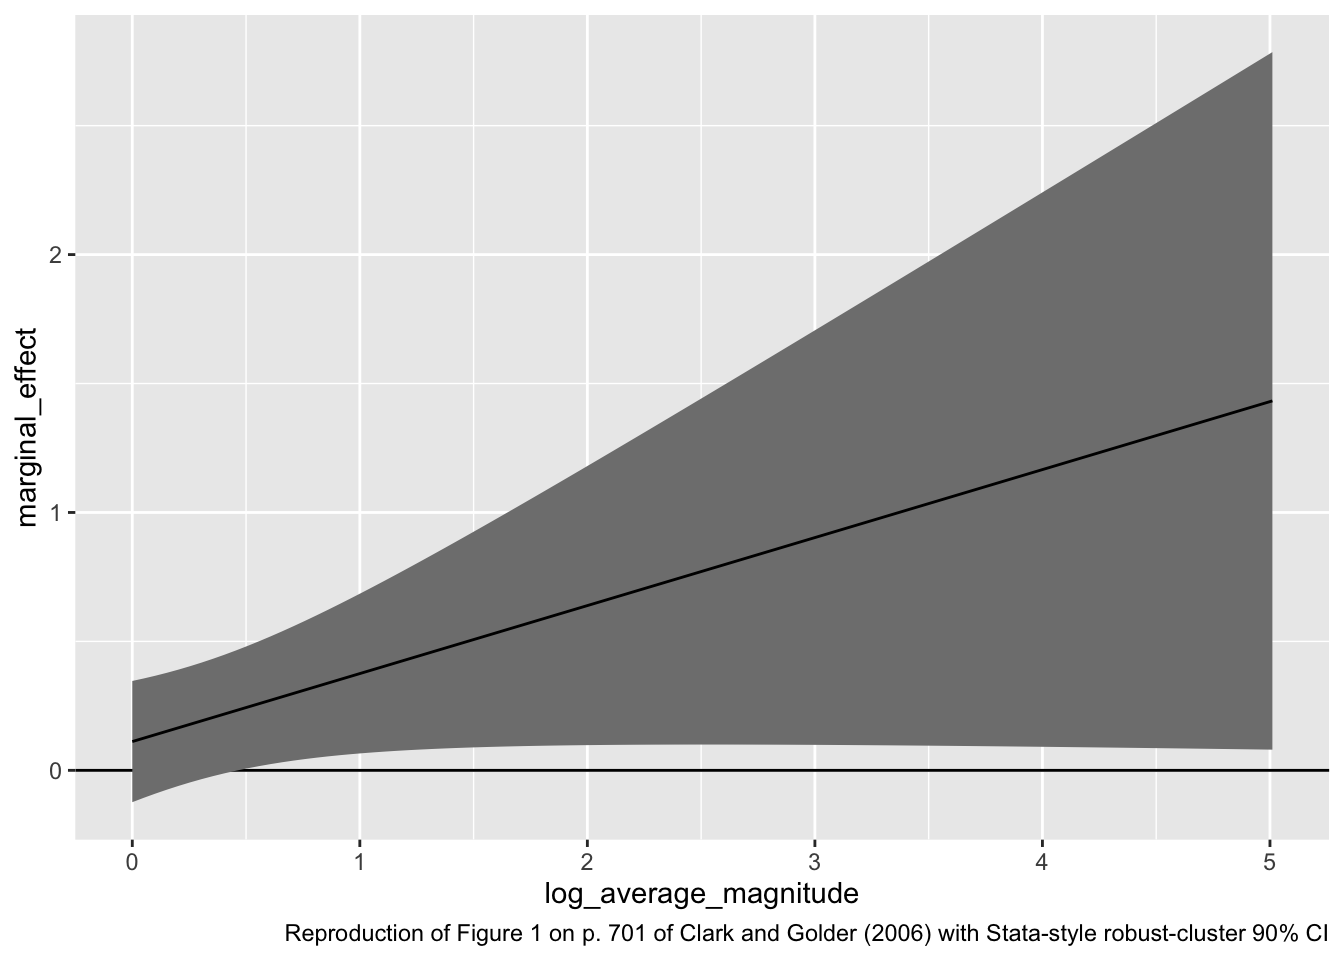 marginal_effect
2
1
0
0 1 2 3 4 5
log_average_magnitude
Reproduction of Figure 1 on p. 701 of Clark and Golder (2006) with Stata-style robust-cluster 90% CI